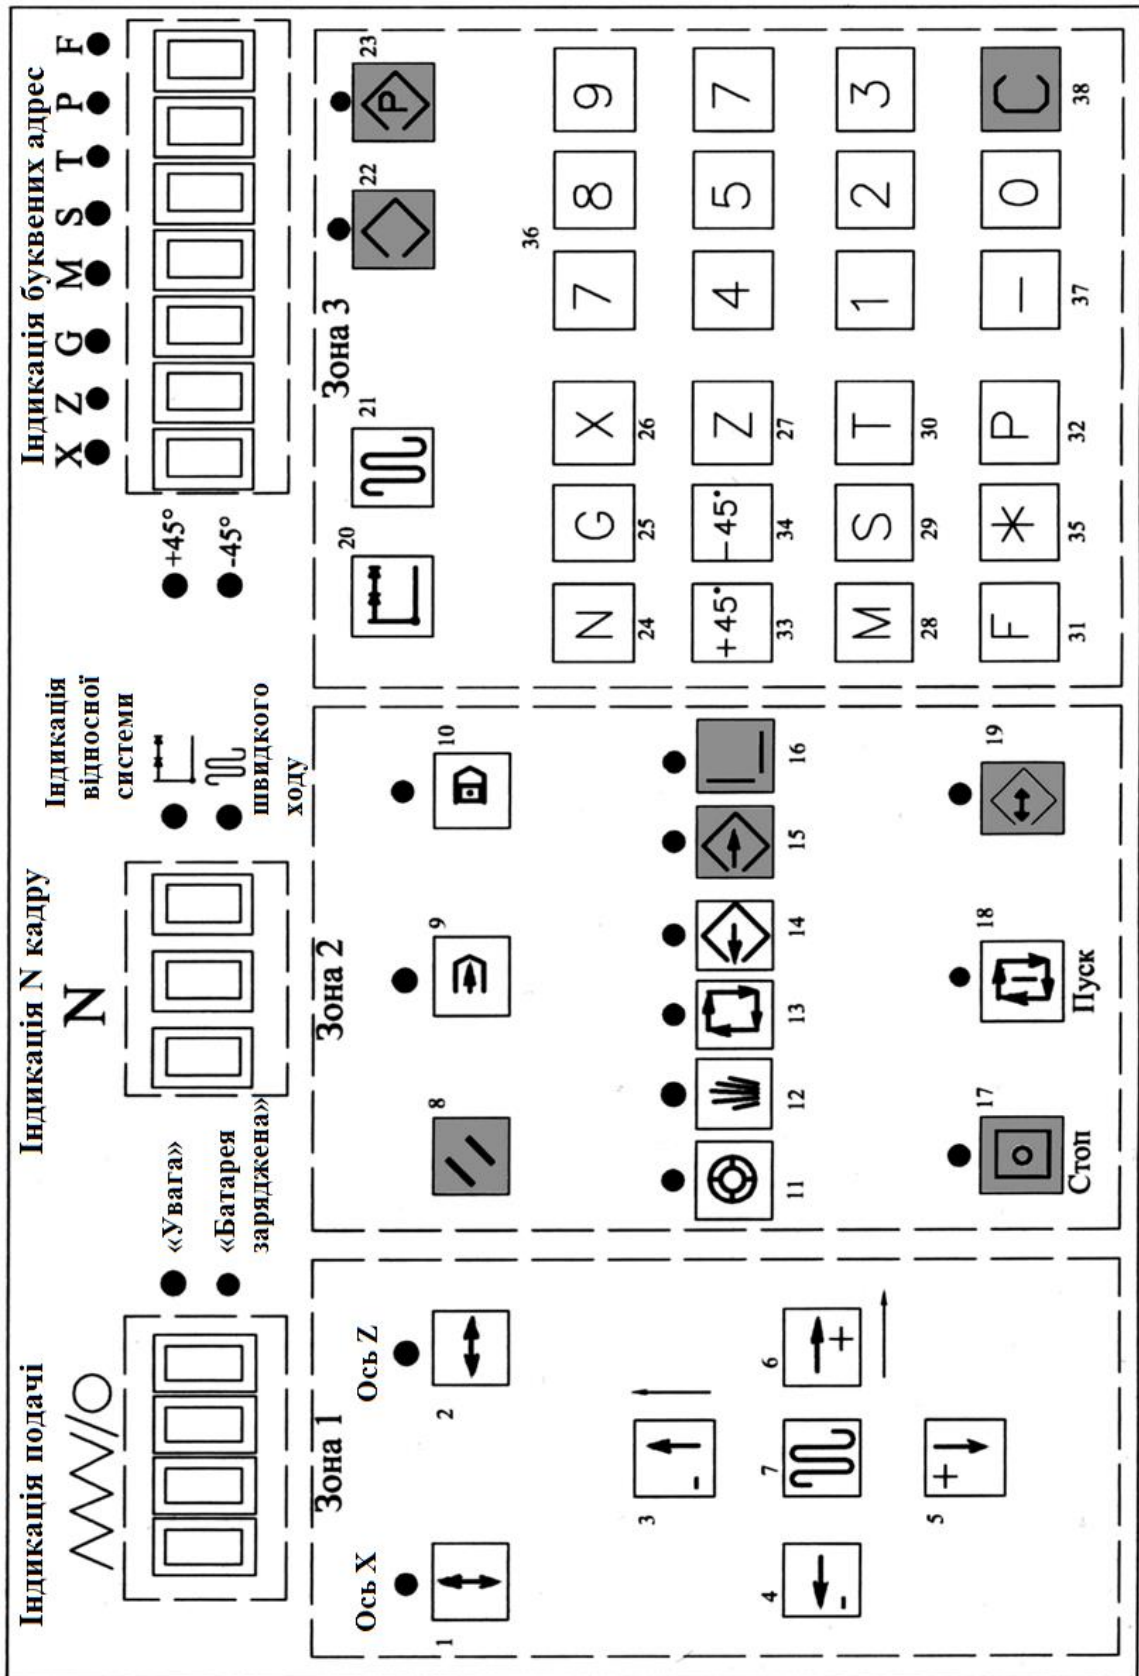 Індикація подачі
Індикація N кадру
Індикація
відносної
системи
Індикація буквених адрес
N
X Z G M S T P F
«Увага»
«Батарея
заряджена»
швидкого
ходу
+45°
-45°
Зона 1
Ось X
Ось Z
1
2
3
-
4
-
7
6
+
5
+
Зона 2
8
9
10
11
12
13
14
15
16
17
18
19
Стоп
Пуск
Зона 3
20
21
22
23
P
36
N G X 7 8 9
24 25 26
+45° -45° Z 4 5 7
33 34 27
M S T 1 2 3
28 29 30
F * P - 0 C
31 35 32 37 38